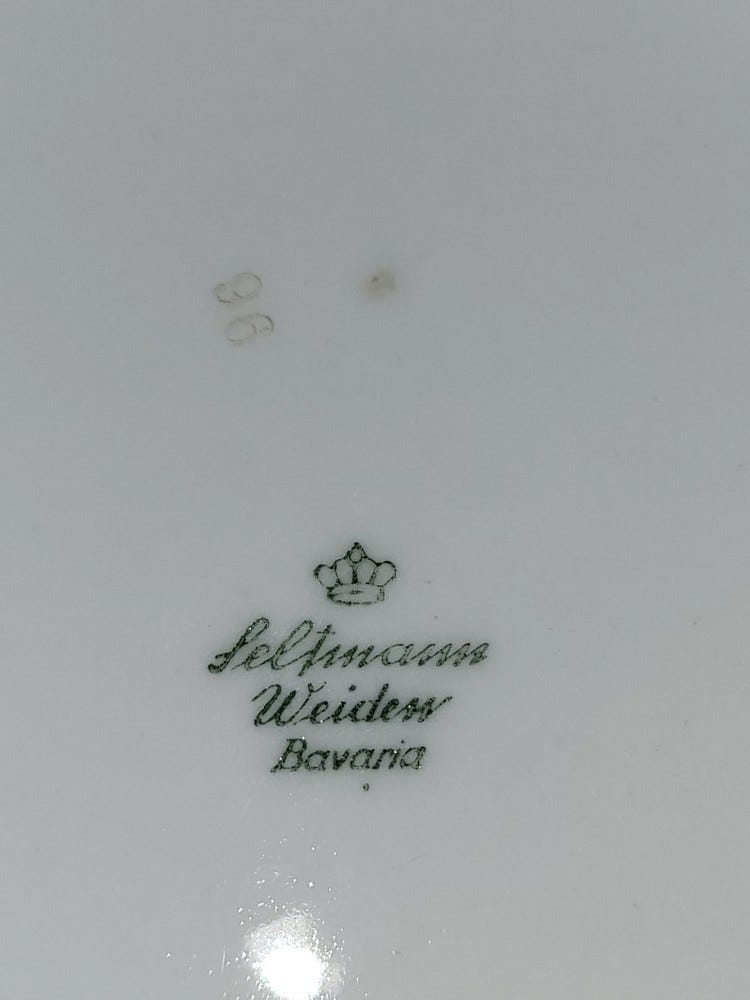 96
Seltmann
Weiden
Bavaria